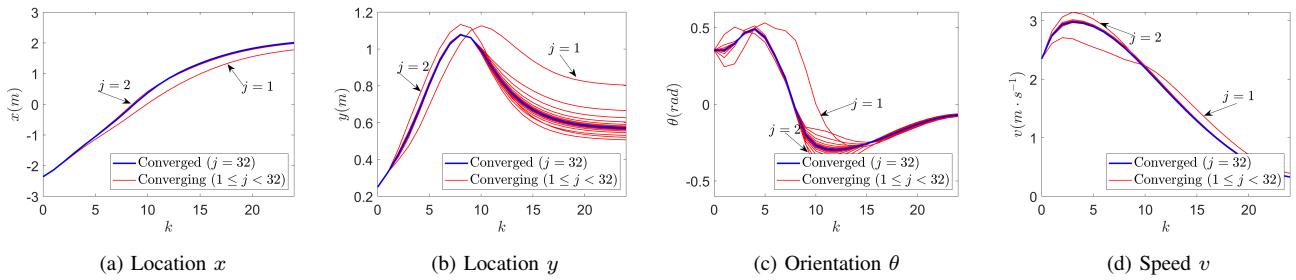 3
2
1
0
-1
-2
-3
x(m)
j = 2
j = 1
Converged (j = 32)
Converging (1 ≤ j < 32)
0 5 10 15 20
k
(a) Location x
1.2
1
0.8
0.6
0.4
0.2
y(m)
j = 2
j = 1
Converged (j = 32)
Converging (1 ≤ j < 32)
0 5 10 15 20
k
(b) Location y
0.5
0
-0.5
θ(rad)
j = 1
j = 2
Converged (j = 32)
Converging (1 ≤ j < 32)
0 5 10 15 20
k
(c) Orientation θ
3
2
1
0
v(m · s⁻¹)
j = 2
j = 1
Converged (j = 32)
Converging (1 ≤ j < 32)
0 5 10 15 20
k
(d) Speed v